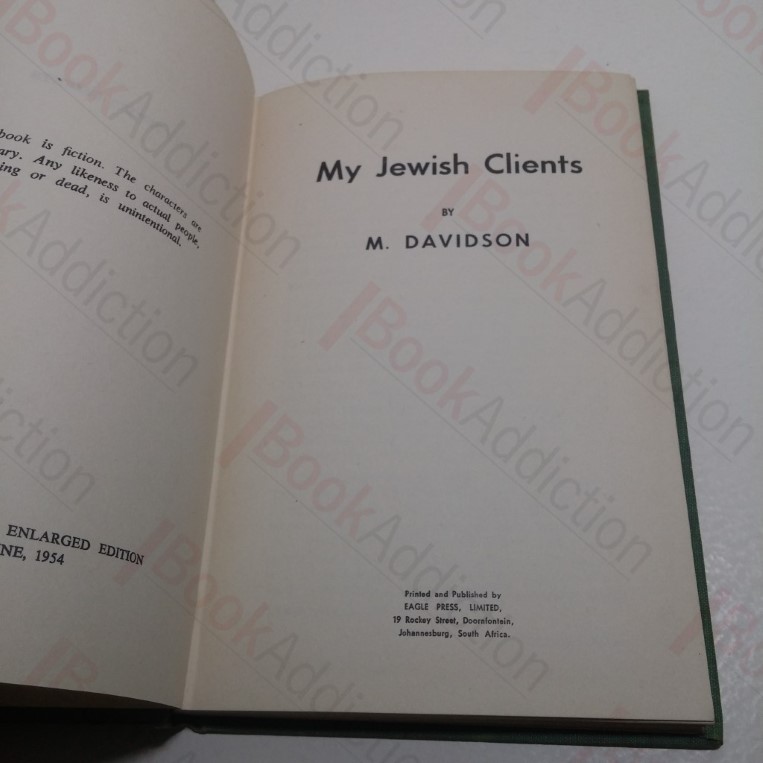 book is fiction. The characters are
ary. Any likeness to actual people,
ing or dead, is unintentional.
ENLARGED EDITION
NE, 1954
My Jewish Clients
BY
M. DAVIDSON
Printed and Published by
EAGLE PRESS, LIMITED,
19 Rockey Street, Doornfontein,
Johannesburg, South Africa.
BookAddiction